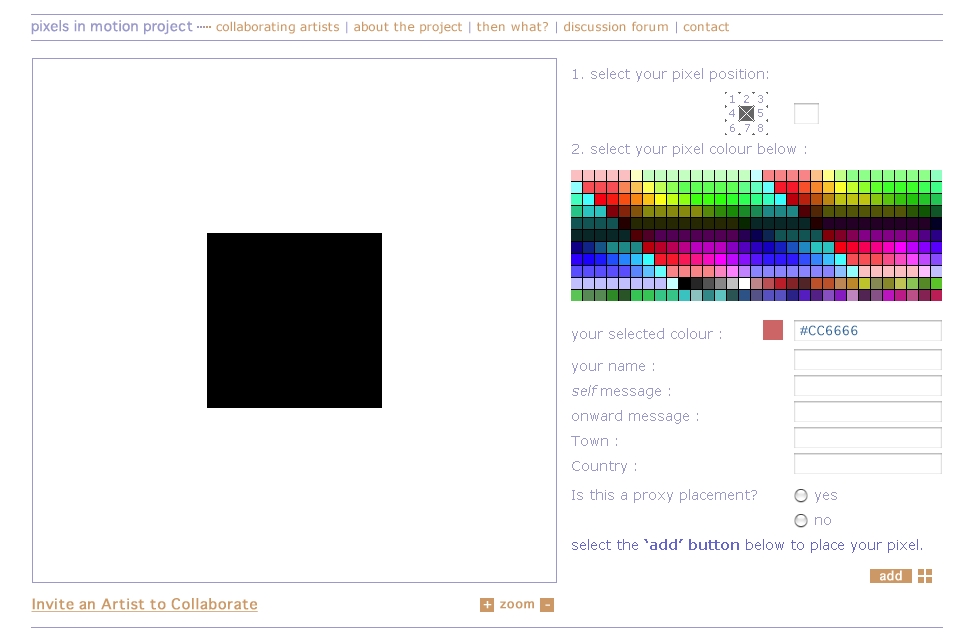 pixels in motion project ····· collaborating artists | about the project | then what? | discussion forum | contact
1. select your pixel position:
1 2 3
4 5
6 7 8
2. select your pixel colour below :
your selected colour : #CC6666
your name :
self message :
onward message :
Town :
Country :
Is this a proxy placement? yes
no
select the ‵add′ button below to place your pixel.
add
Invite an Artist to Collaborate + zoom -